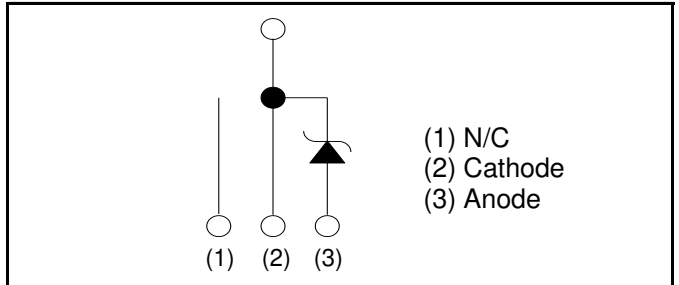 (1) N/C
(2) Cathode
(3) Anode
(1) (2) (3)